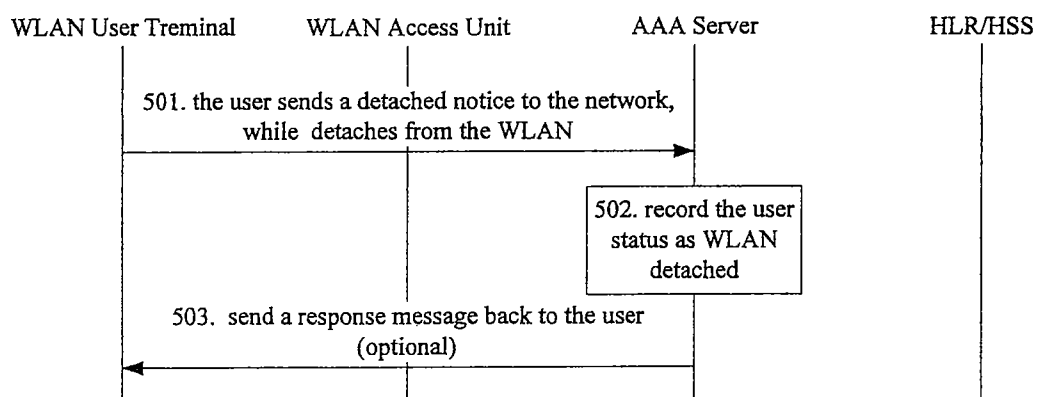 WLAN User Treminal WLAN Access Unit AAA Server HLR/HSS
501. the user sends a detached notice to the network,
while detaches from the WLAN
502. record the user
status as WLAN
detached
503. send a response message back to the user
(optional)